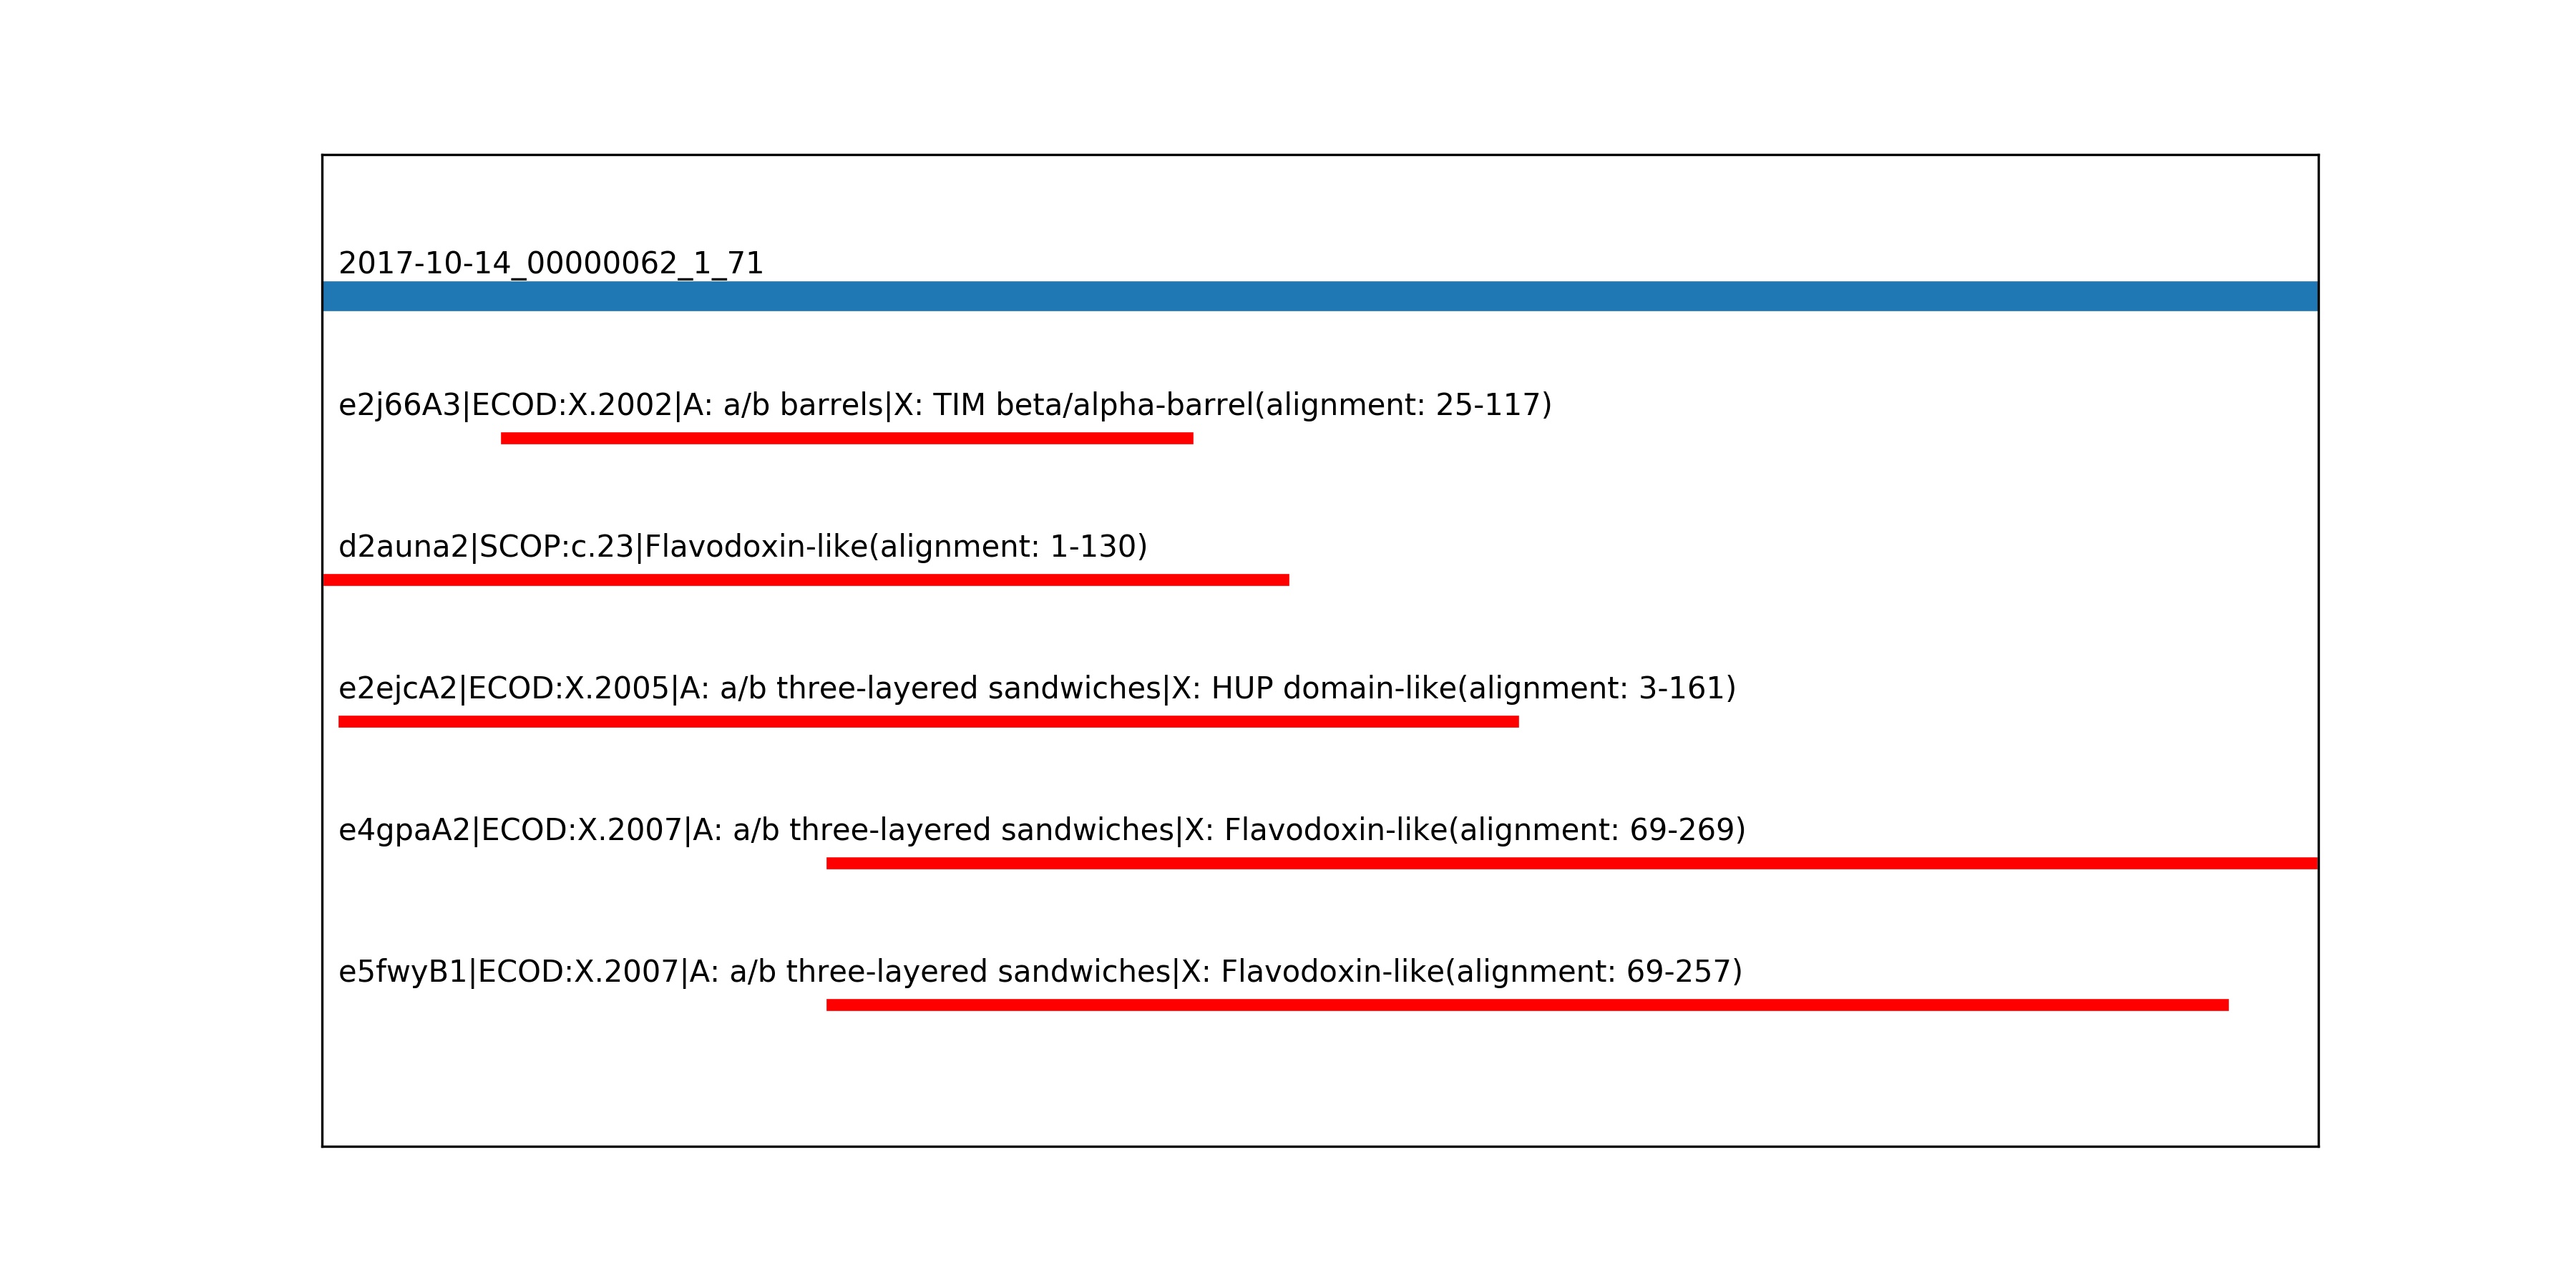 2017-10-14_00000062_1_71
e2j66A3|ECOD:X.2002|A: a/b barrels|X: TIM beta/alpha-barrel(alignment: 25-117)
d2auna2|SCOP:c.23|Flavodoxin-like(alignment: 1-130)
e2ejcA2|ECOD:X.2005|A: a/b three-layered sandwiches|X: HUP domain-like(alignment: 3-161)
e4gpaA2|ECOD:X.2007|A: a/b three-layered sandwiches|X: Flavodoxin-like(alignment: 69-269)
e5fwyB1|ECOD:X.2007|A: a/b three-layered sandwiches|X: Flavodoxin-like(alignment: 69-257)